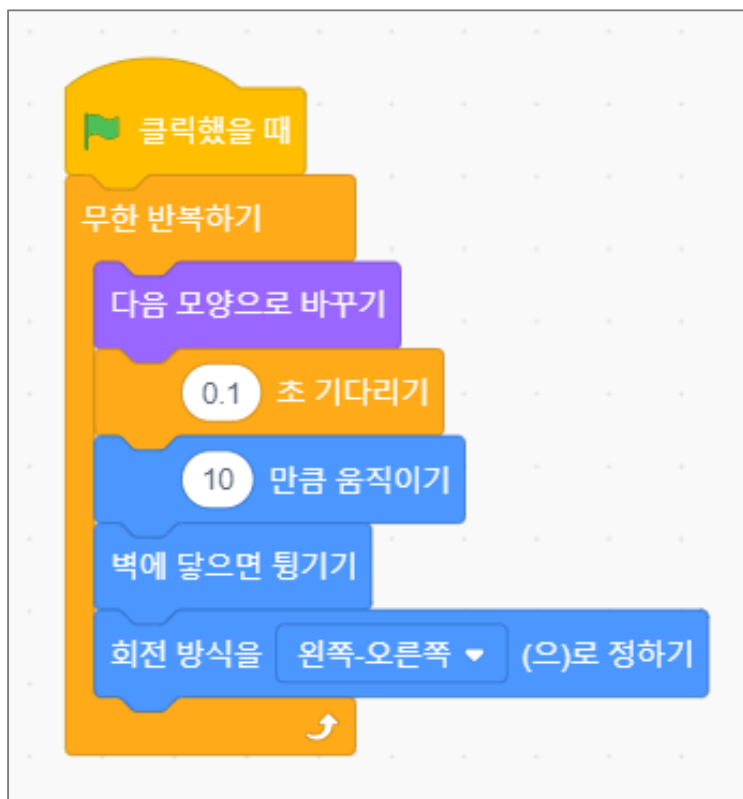 클릭했을 때
무한 반복하기
다음 모양으로 바꾸기
0.1 초 기다리기
10 만큼 움직이기
벽에 닿으면 튕기기
회전 방식을 왼쪽-오른쪽 (으)로 정하기